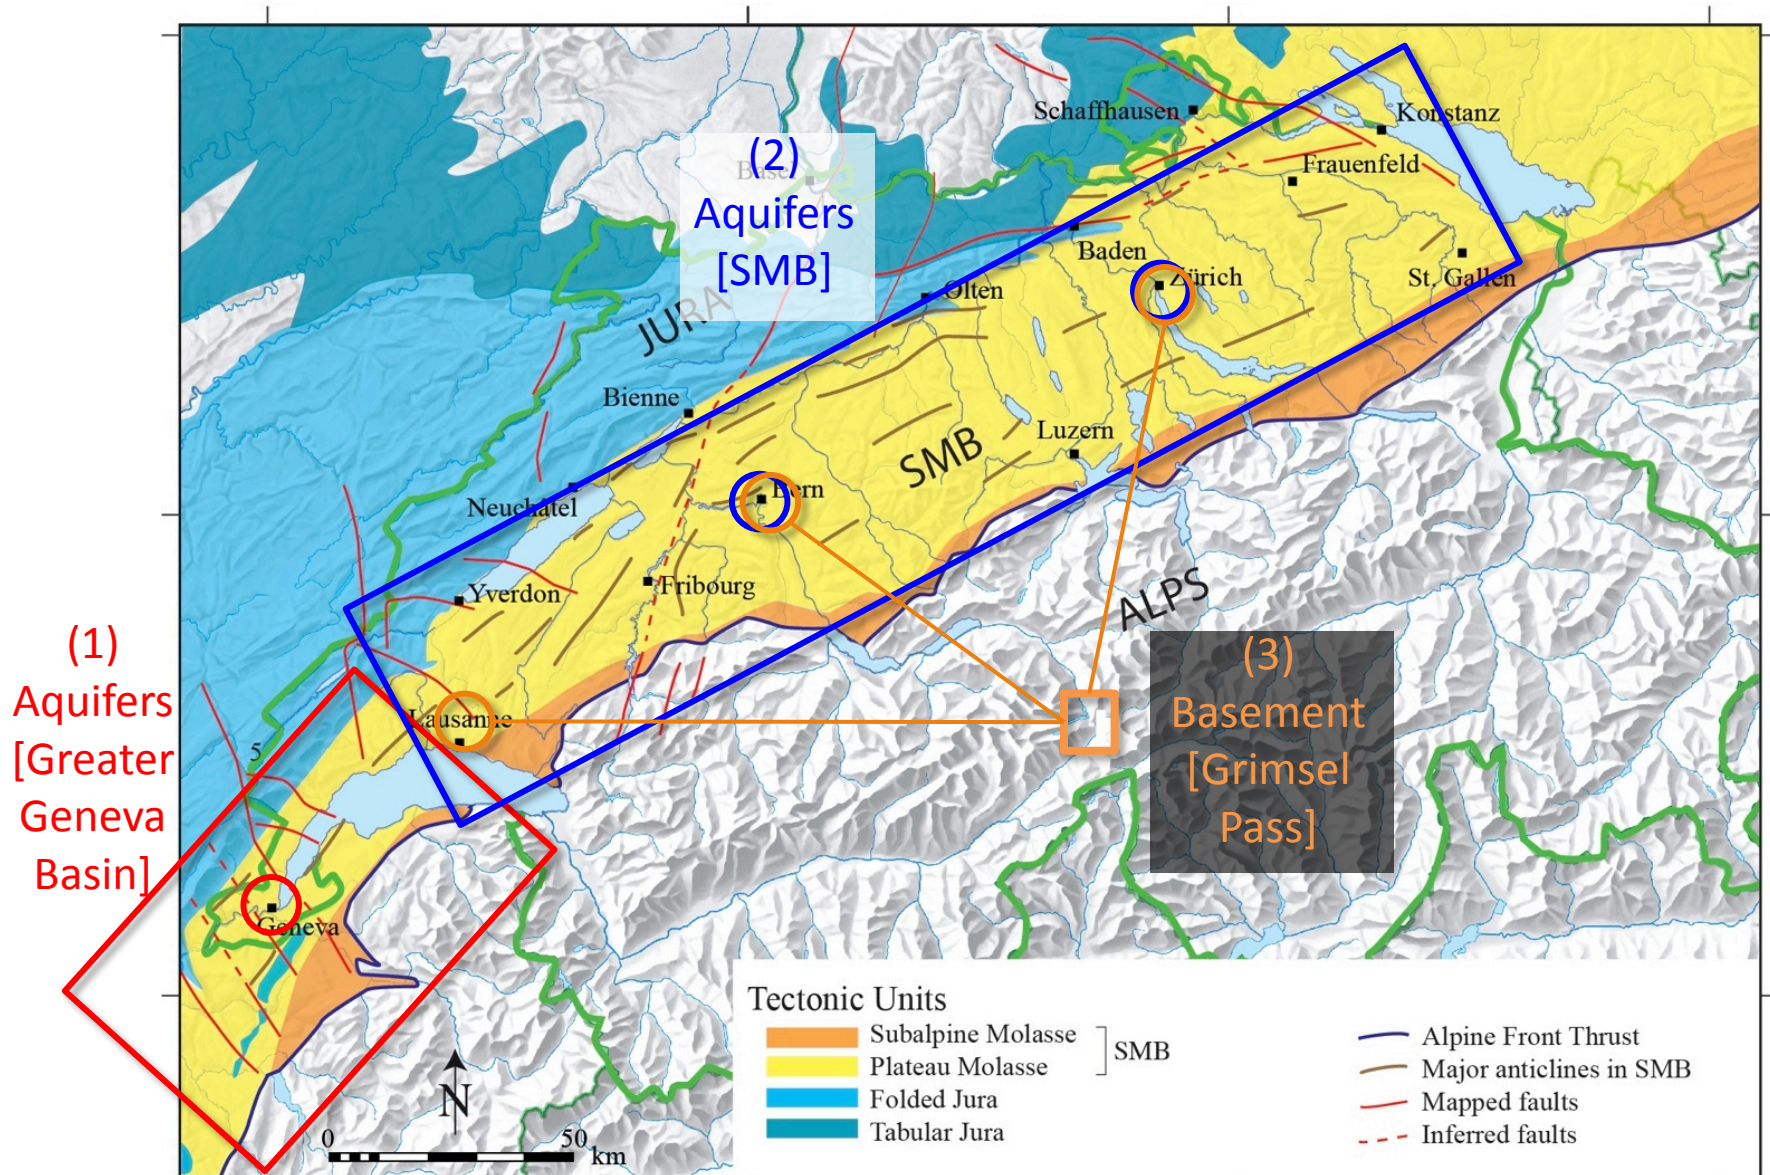 Schaffhausen
Konstanz
(2)
Aquifers
[SMB]
Basel
Frauenfeld
Baden
Zürich
St. Gallen
Olten
JURA
Bienne
Luzern
SMB
Bern
Neuchâtel
Yverdon
Fribourg
ALPS
(1)
Aquifers
[Greater
Geneva
Basin]
(3)
Basement
[Grimsel
Pass]
Lausanne
5
Geneva
N
0 50
km
Tectonic Units
Subalpine Molasse
Plateau Molasse
SMB
Folded Jura
Tabular Jura
Alpine Front Thrust
Major anticlines in SMB
Mapped faults
Inferred faults